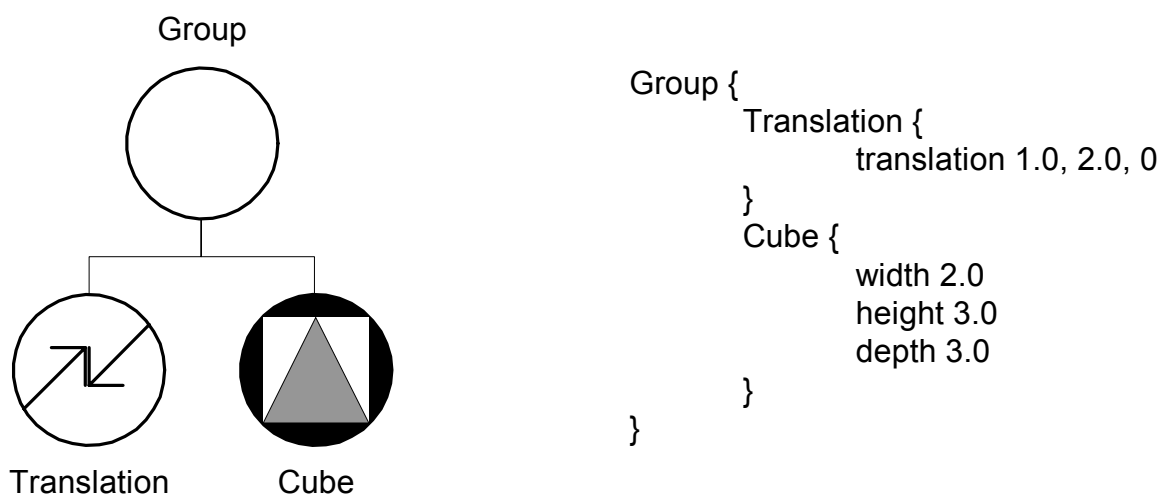 Group
Translation
Cube
Group {
Translation {
translation 1.0, 2.0, 0
}
Cube {
width 2.0
height 3.0
depth 3.0
}
}